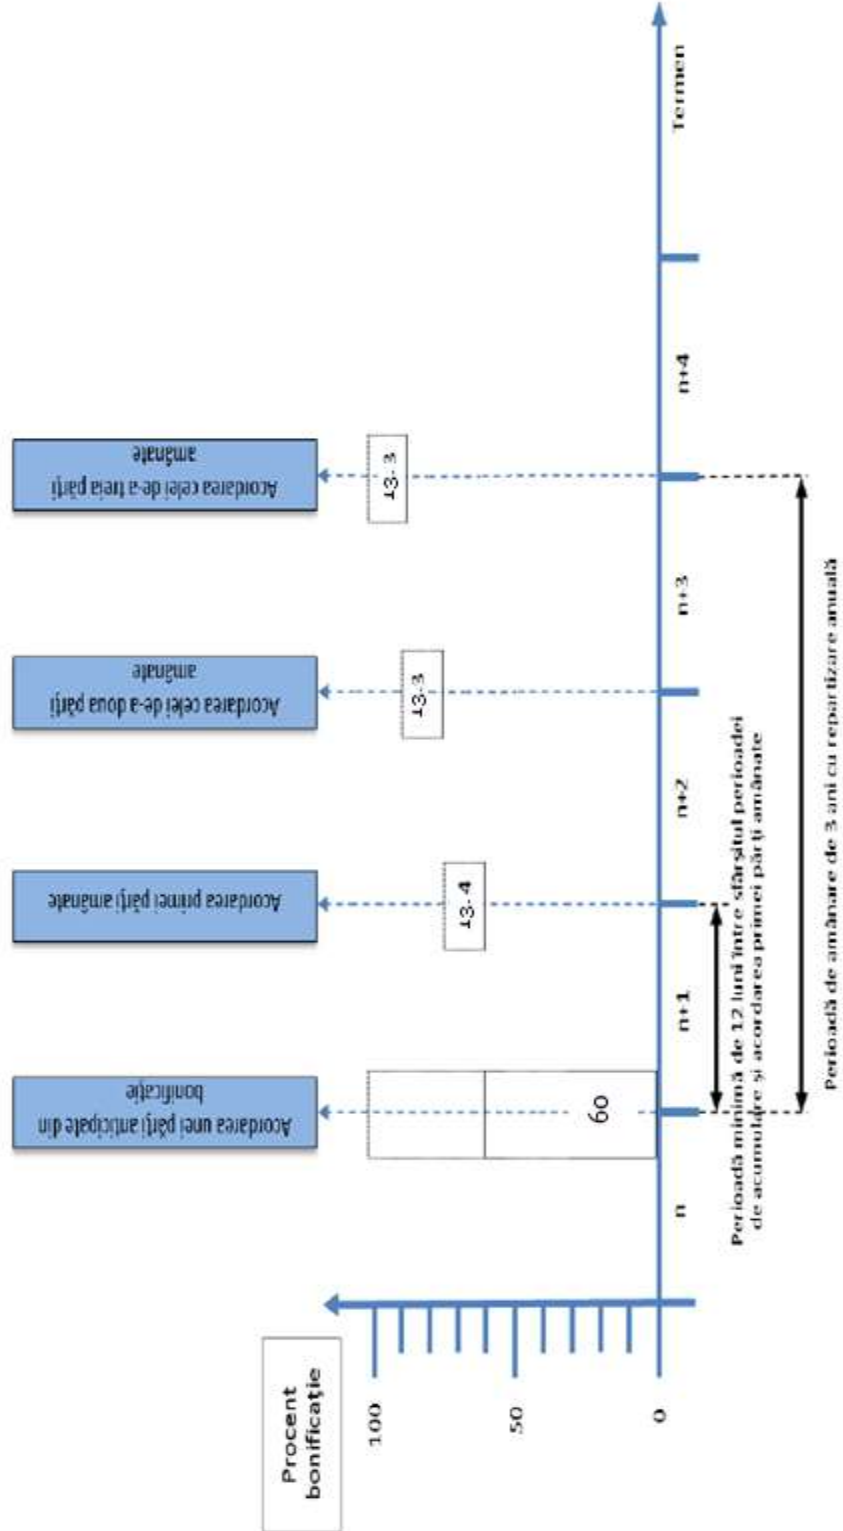 Procent
bonificație
100
50
0
Acordarea unei părți anticipate din
bonificație
Acordarea primei părți amânate
Acordarea celei de-a doua părți
amânate
Acordarea celei de-a treia părți
amânate
60
13.4
13.3
13.3
n
n+1
n+2
n+3
n+4
Termen
Perioadă minimă de 12 luni între sfârșitul perioadei
de acumulare și acordarea primei părți amânate
Perioadă de amânare de 3 ani cu repartizare anuală